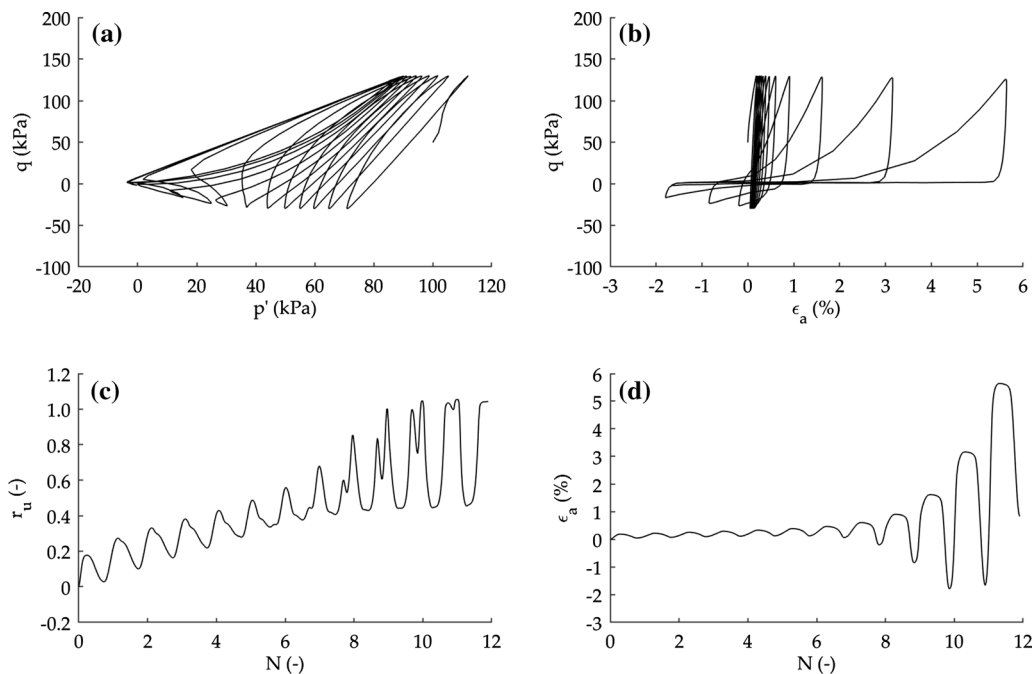 (a)
200
150
100
50
0
-50
-100
q (kPa)
-20 0 20 40 60 80 100 120
p' (kPa)
(b)
200
150
100
50
0
-50
-100
q (kPa)
-3 -2 -1 0 1 2 3 4 5 6
ϵa (%)
(c)
1.2
1.0
0.8
0.6
0.4
0.2
0
-0.2
ru (-)
0 2 4 6 8 10 12
N (-)
(d)
6
5
4
3
2
1
0
-1
-2
-3
ϵa (%)
0 2 4 6 8 10 12
N (-)